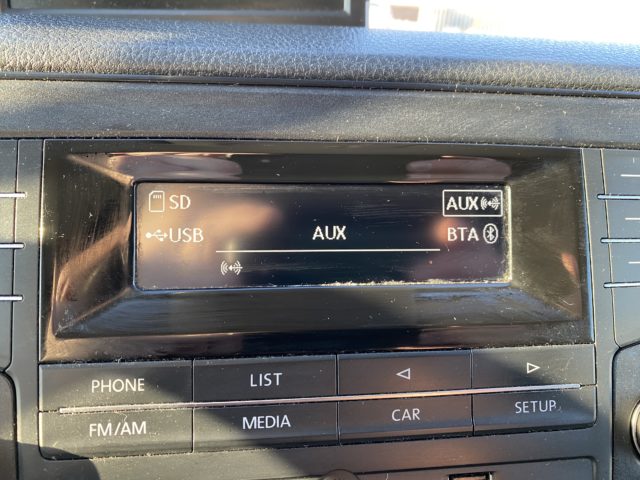 SD
AUX
USB
AUX
BTA
PHONE
LIST
FM/AM
MEDIA
CAR
SETUP